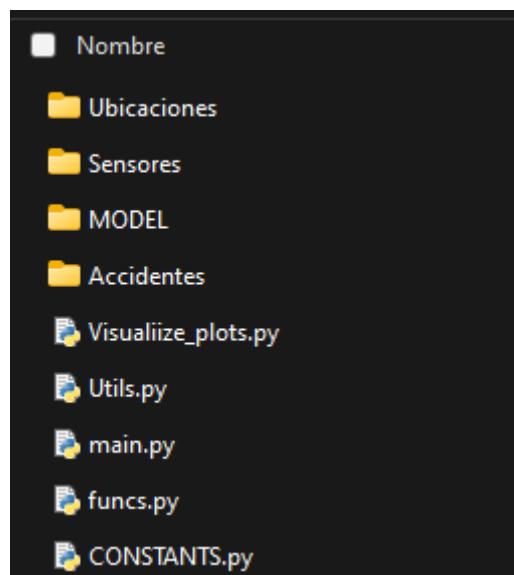 Nombre
Ubicaciones
Sensores
MODEL
Accidentes
Visualiize_plots.py
Utils.py
main.py
funcs.py
CONSTANTS.py